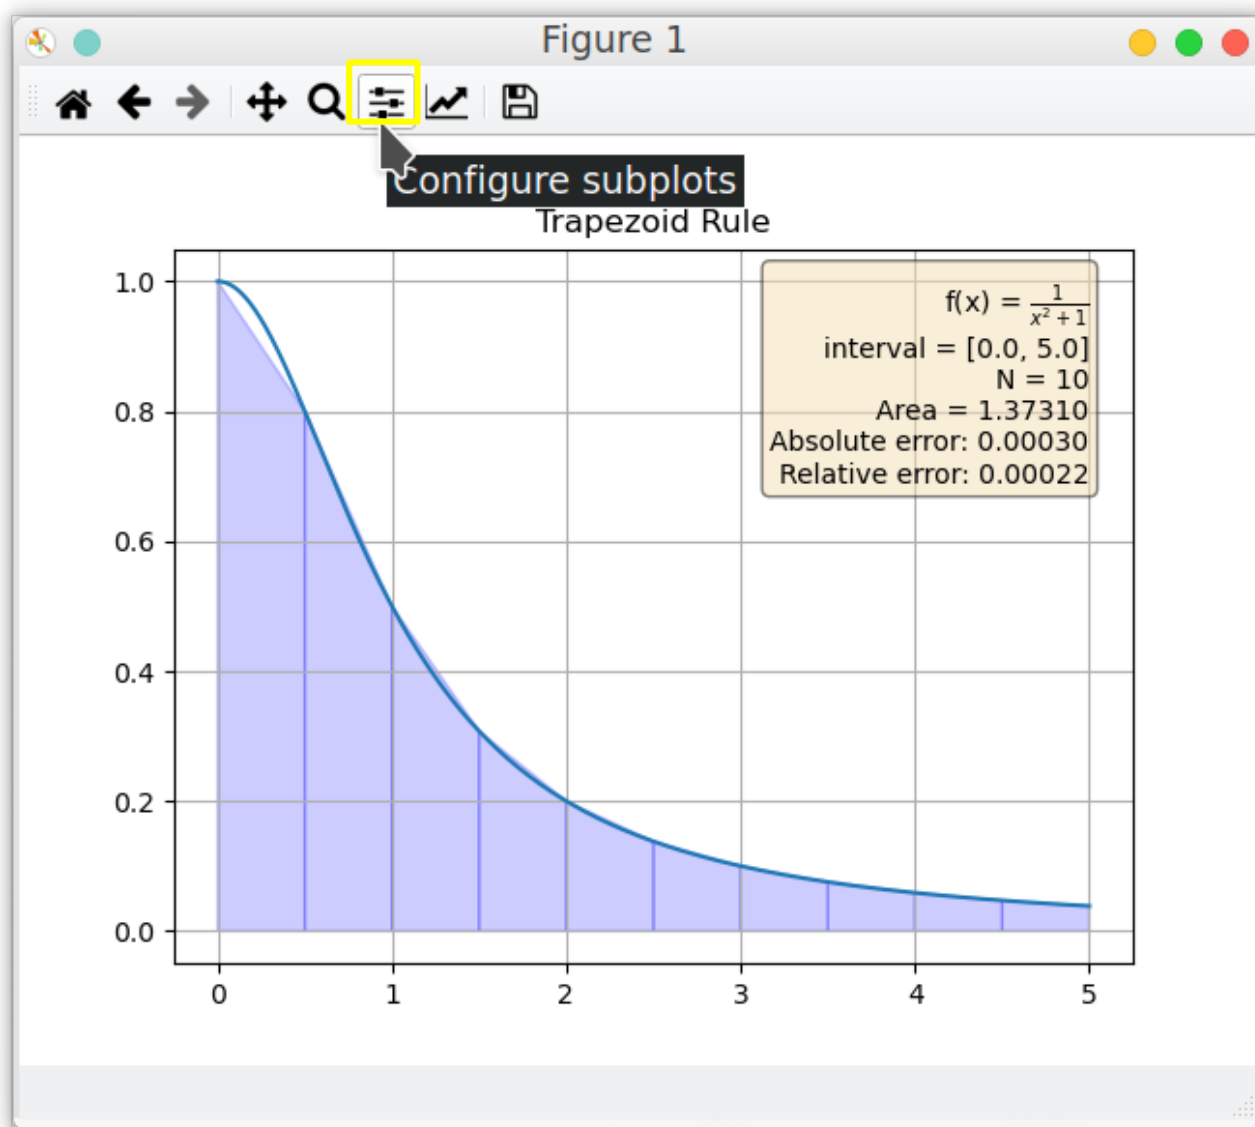 Figure 1
Configure subplots
Trapezoid Rule
f(x) = 1/(x² + 1)
interval = [0.0, 5.0]
N = 10
Area = 1.37310
Absolute error: 0.00030
Relative error: 0.00022
1.0
0.8
0.6
0.4
0.2
0.0
0 1 2 3 4 5